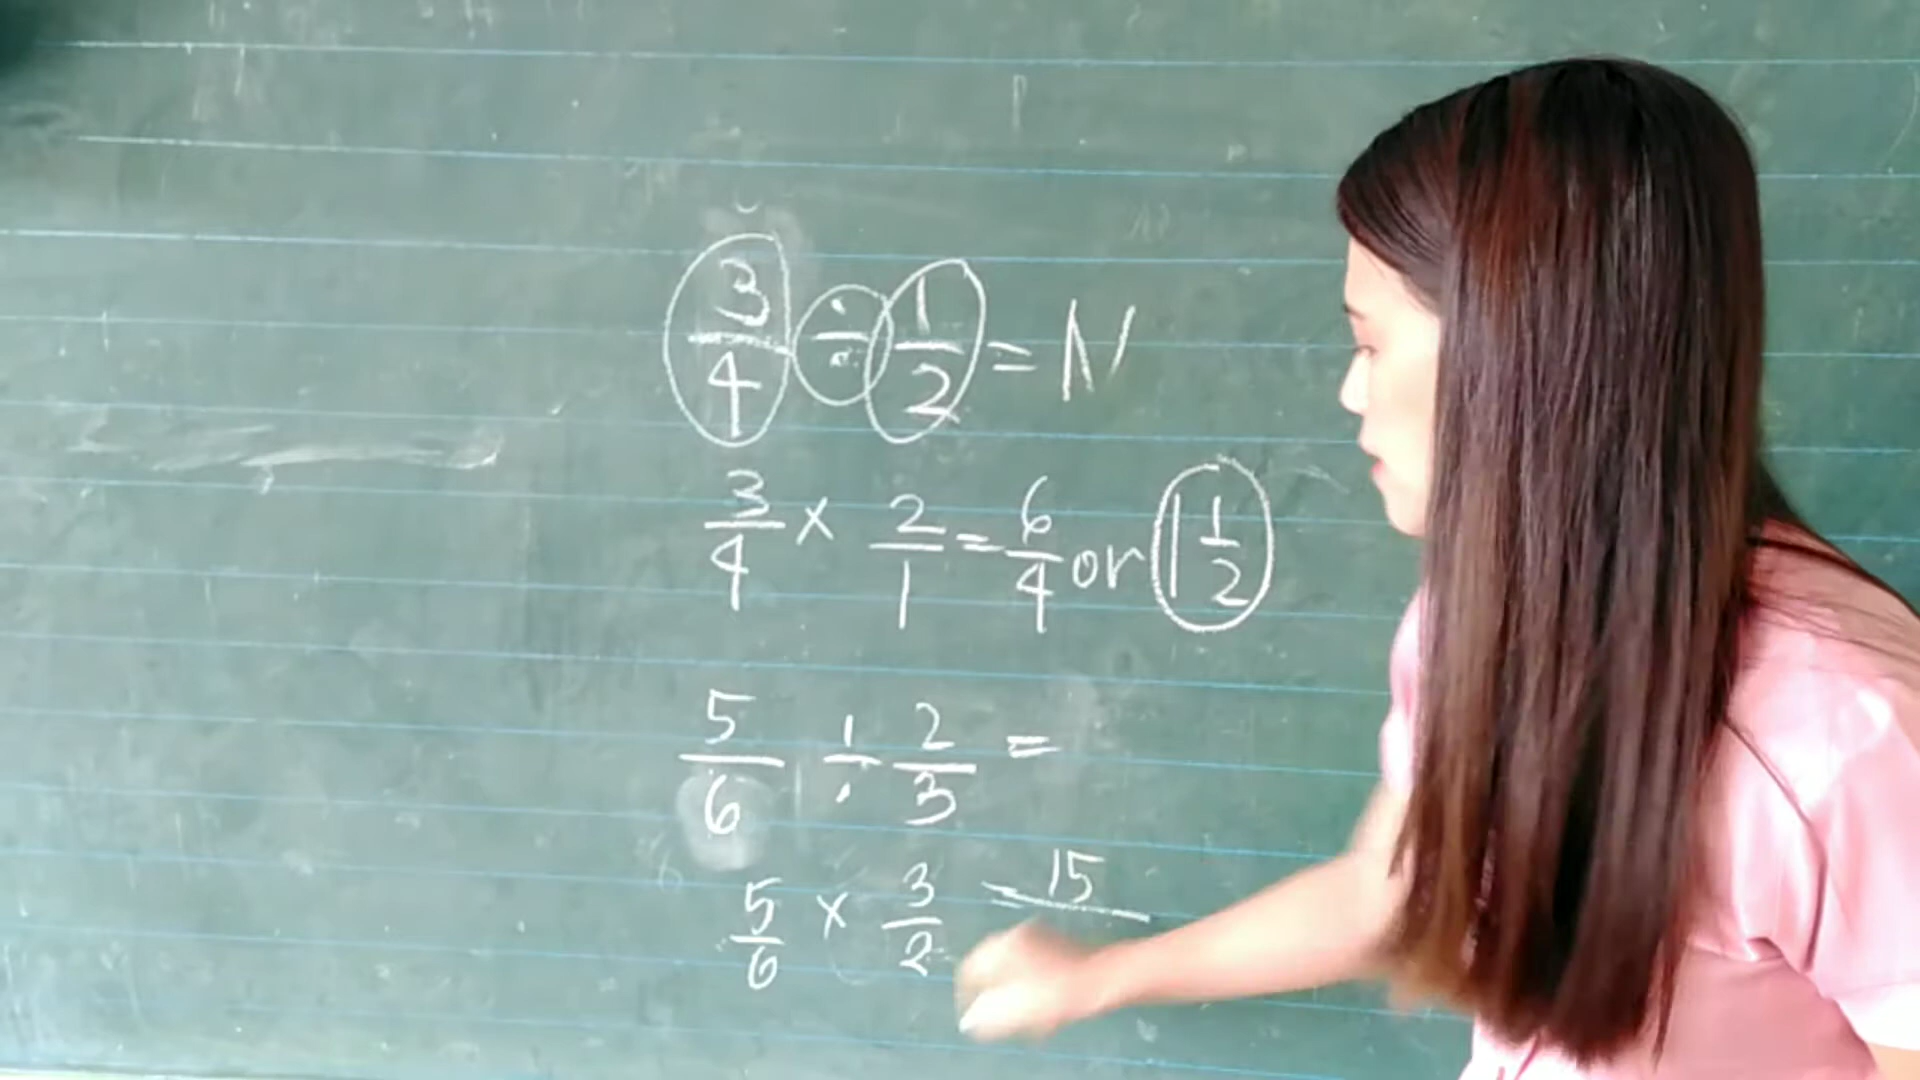 3/4 ÷ 1/2 = N
3/4 x 2/1 = 6/4 or 1 1/2
5/6 ÷ 2/3 =
5/6 x 3/2 = 15